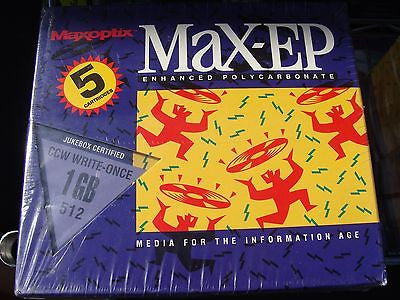 Maxoptix
MaX-EP
ENHANCED POLYCARBONATE
5
CARTRIDGES
JUKEBOX CERTIFIED
CCW WRITE-ONCE
1GB
512
MEDIA FOR THE INFORMATION AGE